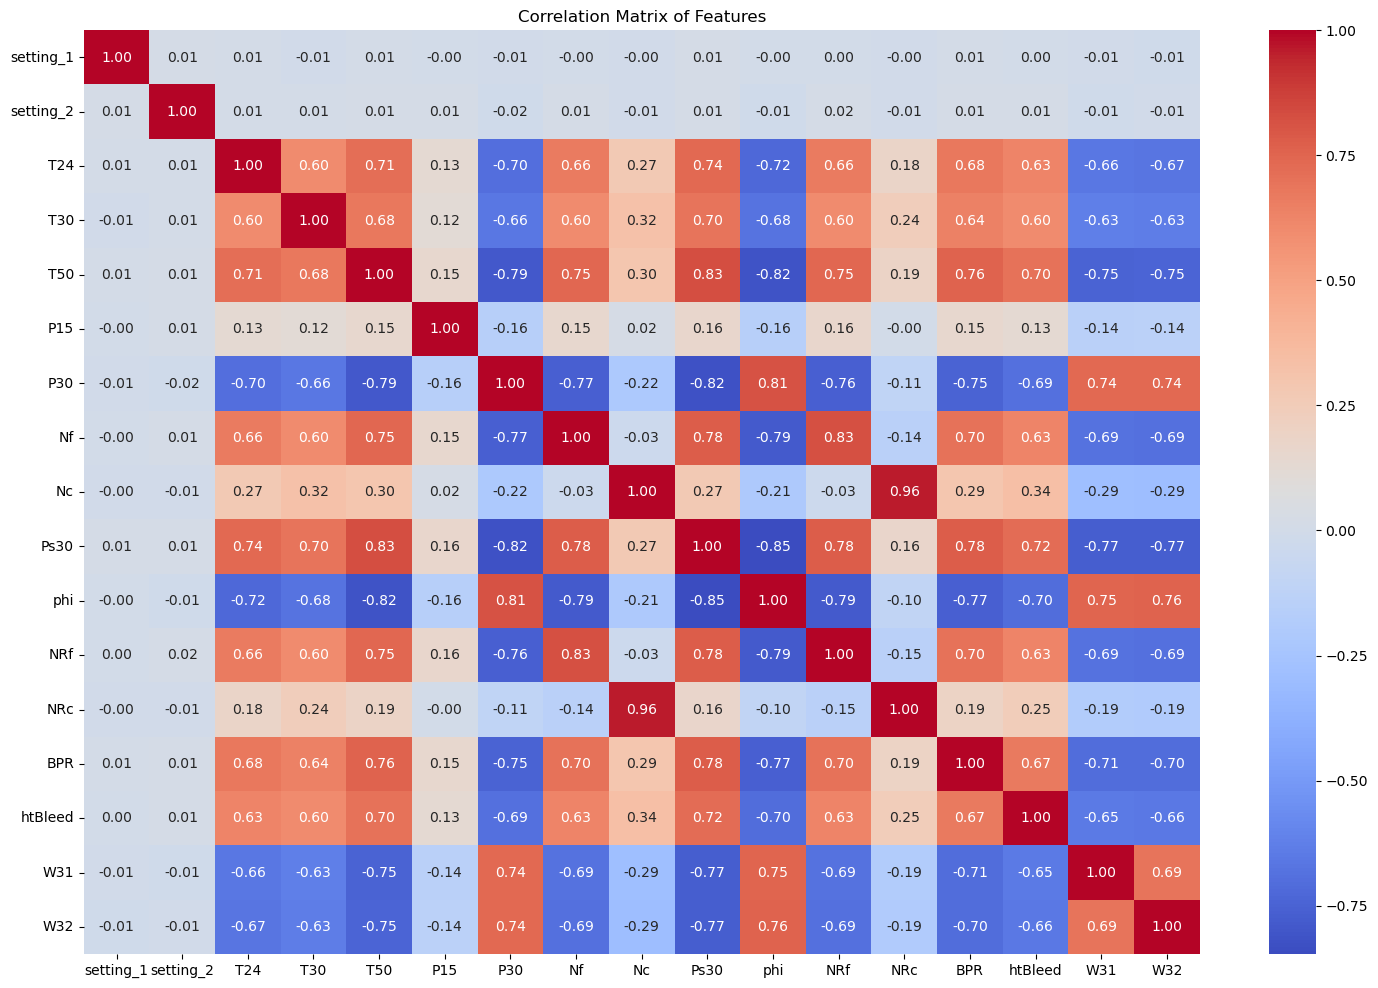 Correlation Matrix of Features
setting_1 1.00 0.01 0.01 -0.01 0.01 -0.00 -0.01 -0.00 -0.00 0.01 -0.00 0.00 -0.00 0.01 0.00 -0.01 -0.01
setting_2 0.01 1.00 0.01 0.01 0.01 0.01 -0.02 0.01 -0.01 0.01 -0.01 0.02 -0.01 0.01 0.01 -0.01 -0.01
T24 0.01 0.01 1.00 0.60 0.71 0.13 -0.70 0.66 0.27 0.74 -0.72 0.66 0.18 0.68 0.63 -0.66 -0.67
T30 -0.01 0.01 0.60 1.00 0.68 0.12 -0.66 0.60 0.32 0.70 -0.68 0.60 0.24 0.64 0.60 -0.63 -0.63
T50 0.01 0.01 0.71 0.68 1.00 0.15 -0.79 0.75 0.30 0.83 -0.82 0.75 0.19 0.76 0.70 -0.75 -0.75
P15 -0.00 0.01 0.13 0.12 0.15 1.00 -0.16 0.15 0.02 0.16 -0.16 0.16 -0.00 0.15 0.13 -0.14 -0.14
P30 -0.01 -0.02 -0.70 -0.66 -0.79 -0.16 1.00 -0.77 -0.22 -0.82 0.81 -0.76 -0.11 -0.75 -0.69 0.74 0.74
Nf -0.00 0.01 0.66 0.60 0.75 0.15 -0.77 1.00 -0.03 0.78 -0.79 0.83 -0.14 0.70 0.63 -0.69 -0.69
Nc -0.00 -0.01 0.27 0.32 0.30 0.02 -0.22 -0.03 1.00 0.27 -0.21 -0.03 0.96 0.29 0.34 -0.29 -0.29
Ps30 0.01 0.01 0.74 0.70 0.83 0.16 -0.82 0.78 0.27 1.00 -0.85 0.78 0.16 0.78 0.72 -0.77 -0.77
phi -0.00 -0.01 -0.72 -0.68 -0.82 -0.16 0.81 -0.79 -0.21 -0.85 1.00 -0.79 -0.10 -0.77 -0.70 0.75 0.76
NRf 0.00 0.02 0.66 0.60 0.75 0.16 -0.76 0.83 -0.03 0.78 -0.79 1.00 -0.15 0.70 0.63 -0.69 -0.69
NRc -0.00 -0.01 0.18 0.24 0.19 -0.00 -0.11 -0.14 0.96 0.16 -0.10 -0.15 1.00 0.19 0.25 -0.19 -0.19
BPR 0.01 0.01 0.68 0.64 0.76 0.15 -0.75 0.70 0.29 0.78 -0.77 0.70 0.19 1.00 0.67 -0.71 -0.70
htBleed 0.00 0.01 0.63 0.60 0.70 0.13 -0.69 0.63 0.34 0.72 -0.70 0.63 0.25 0.67 1.00 -0.65 -0.66
W31 -0.01 -0.01 -0.66 -0.63 -0.75 -0.14 0.74 -0.69 -0.29 -0.77 0.75 -0.69 -0.19 -0.71 -0.65 1.00 0.69
W32 -0.01 -0.01 -0.67 -0.63 -0.75 -0.14 0.74 -0.69 -0.29 -0.77 0.76 -0.69 -0.19 -0.70 -0.66 0.69 1.00
setting_1 setting_2 T24 T30 T50 P15 P30 Nf Nc Ps30 phi NRf NRc BPR htBleed W31 W32
1.00
0.75
0.50
0.25
0.00
−0.25
−0.50
−0.75